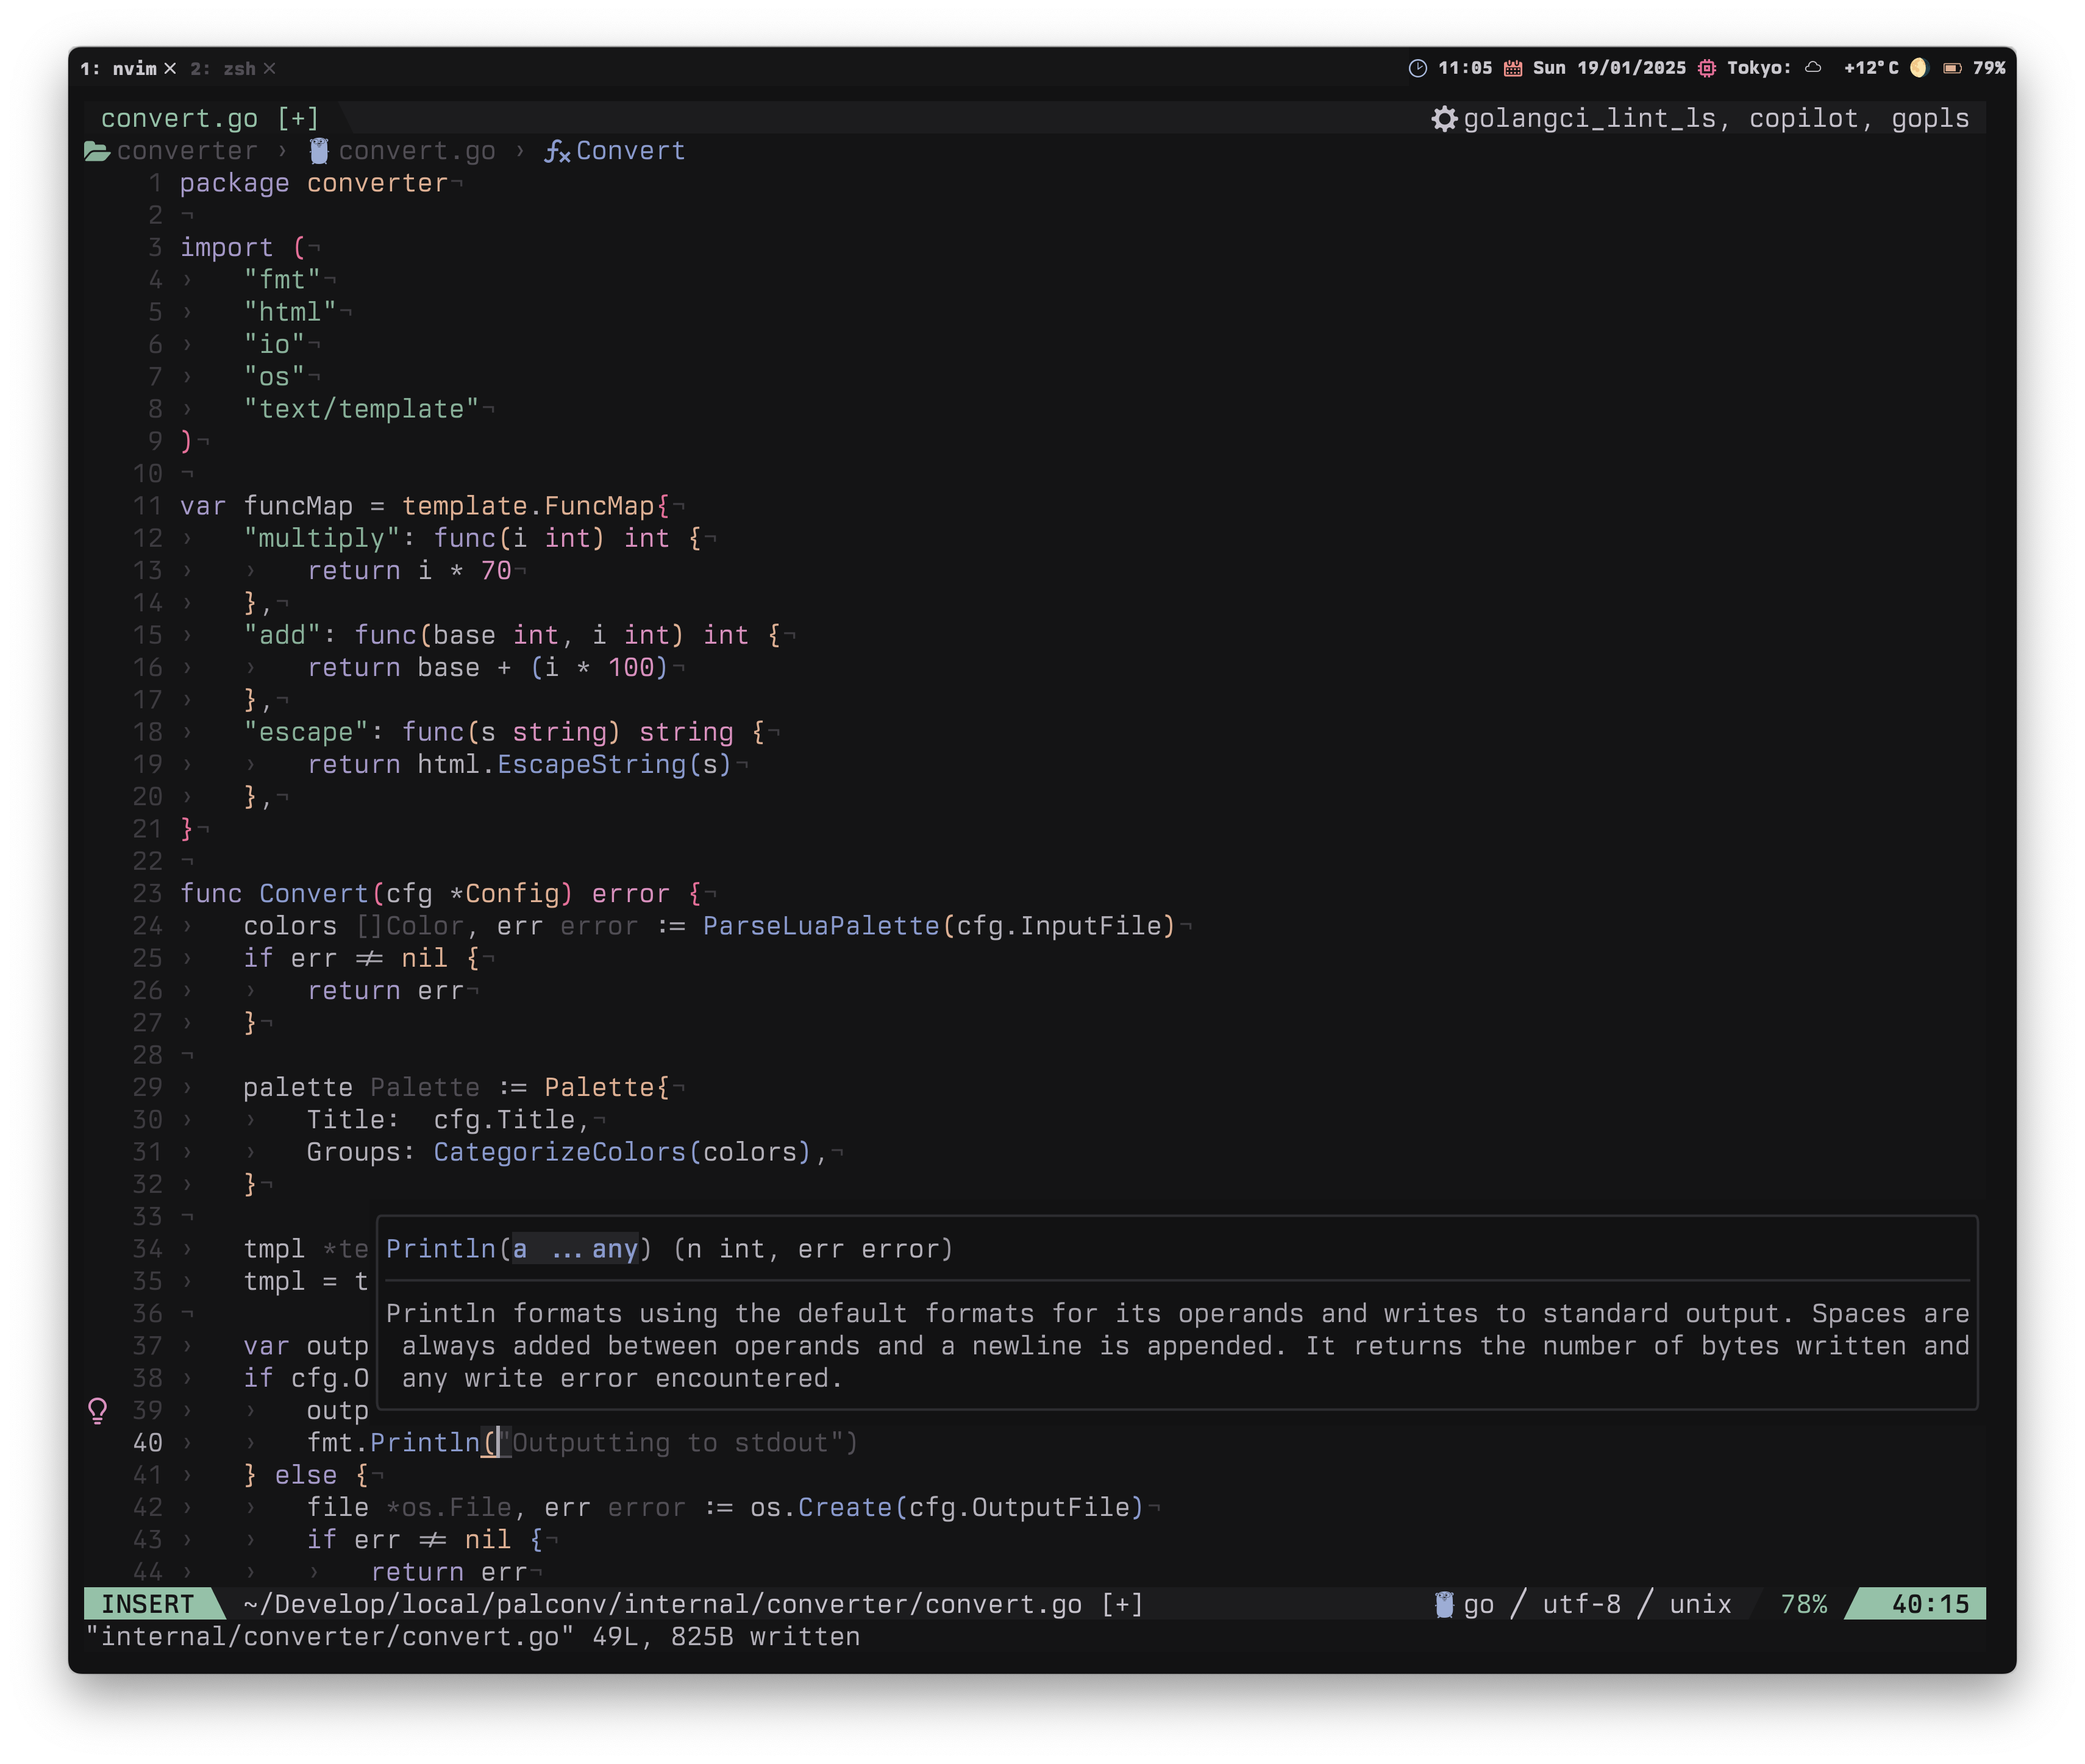 1: nvim × 2: zsh × 11:05 Sun 19/01/2025 Tokyo: +12°C 79%
convert.go [+] golangci_lint_ls, copilot, gopls
converter › convert.go › ƒx Convert
1 package converter¬
2 ¬
3 import (¬
4 › "fmt"¬
5 › "html"¬
6 › "io"¬
7 › "os"¬
8 › "text/template"¬
9 )¬
10 ¬
11 var funcMap = template.FuncMap{¬
12 › "multiply": func(i int) int {¬
13 › › return i * 70¬
14 › },¬
15 › "add": func(base int, i int) int {¬
16 › › return base + (i * 100)¬
17 › },¬
18 › "escape": func(s string) string {¬
19 › › return html.EscapeString(s)¬
20 › },¬
21 }¬
22 ¬
23 func Convert(cfg *Config) error {¬
24 › colors []Color, err error := ParseLuaPalette(cfg.InputFile)¬
25 › if err != nil {¬
26 › › return err¬
27 › }¬
28 ¬
29 › palette Palette := Palette{¬
30 › › Title:  cfg.Title,¬
31 › › Groups: CategorizeColors(colors),¬
32 › }¬
33 ¬
34 › tmpl *te Println(a ...any) (n int, err error)
35 › tmpl = t
36 ¬ Println formats using the default formats for its operands and writes to standard output. Spaces are
37 › var outp always added between operands and a newline is appended. It returns the number of bytes written and
38 › if cfg.O any write error encountered.
39 › › outp
40 › › fmt.Println("Outputting to stdout")
41 › } else {¬
42 › › file *os.File, err error := os.Create(cfg.OutputFile)¬
43 › › if err != nil {¬
44 › › › return err¬
INSERT ~/Develop/local/palconv/internal/converter/convert.go [+] go / utf-8 / unix 78% 40:15
"internal/converter/convert.go" 49L, 825B written